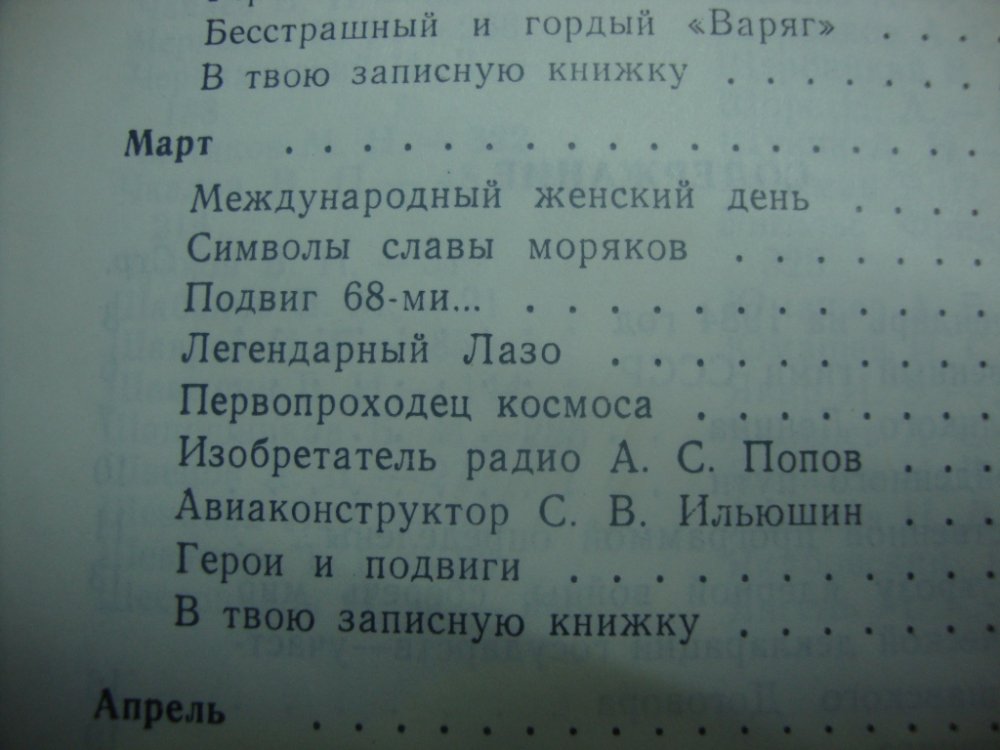 Бесстрашный и гордый «Варяг» . . . .
В твою записную книжку . . . . . . . .
Март . . . . . . . . . . . . . . . . . . .
Международный женский день . . . .
Символы славы моряков . . . . . . . .
Подвиг 68-ми... . . . . . . . . . . . . .
Легендарный Лазо . . . . . . . . . . .
Первопроходец космоса . . . . . . . . .
Изобретатель радио А. С. Попов . . .
Авиаконструктор С. В. Ильюшин . . .
Герои и подвиги . . . . . . . . . . . .
В твою записную книжку . . . . . . . .
Апрель . . . . . . . . . . . . . . . . . .